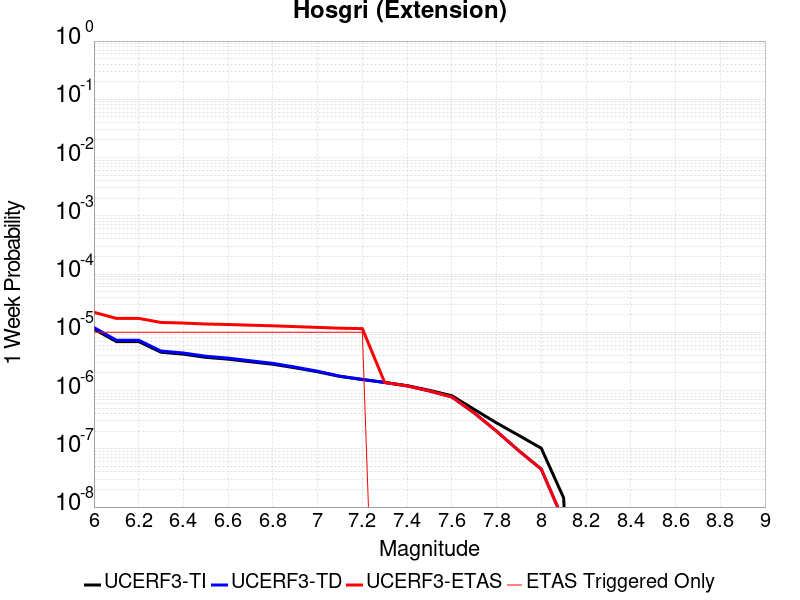 Hosgri (Extension)
1 Week Probability
10^0
10^-1
10^-2
10^-3
10^-4
10^-5
10^-6
10^-7
10^-8
6 6.2 6.4 6.6 6.8 7 7.2 7.4 7.6 7.8 8 8.2 8.4 8.6 8.8 9
Magnitude
UCERF3-TI UCERF3-TD UCERF3-ETAS ETAS Triggered Only